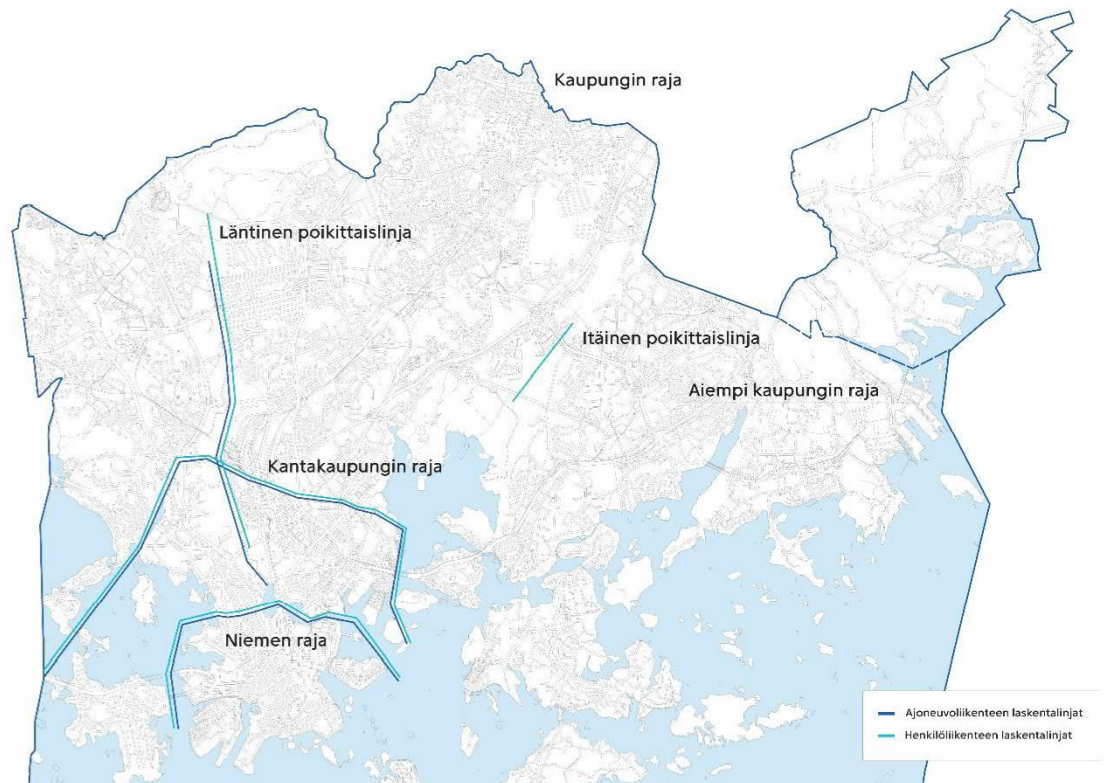 Kaupungin raja
Läntinen poikittaislinja
Itäinen poikittaislinja
Aiempi kaupungin raja
Kantakaupungin raja
Niemen raja
Ajoneuvoliikenteen laskentalinjat
Henkilöliikenteen laskentalinjat